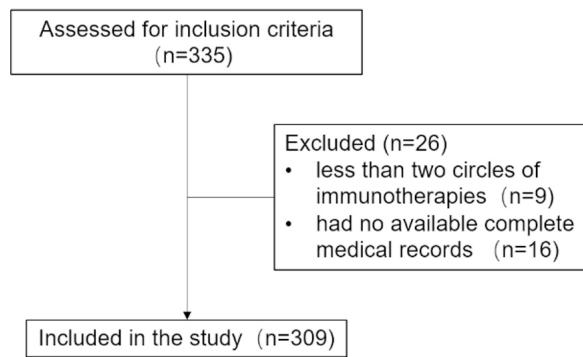 Assessed for inclusion criteria
(n=335)
Excluded (n=26)
• less than two circles of
immunotherapies (n=9)
• had no available complete
medical records (n=16)
Included in the study (n=309)